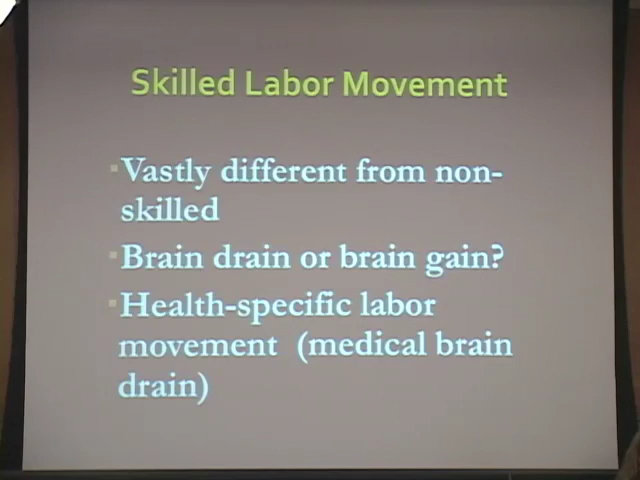 Skilled Labor Movement
Vastly different from non-
skilled
Brain drain or brain gain?
Health-specific labor
movement (medical brain
drain)